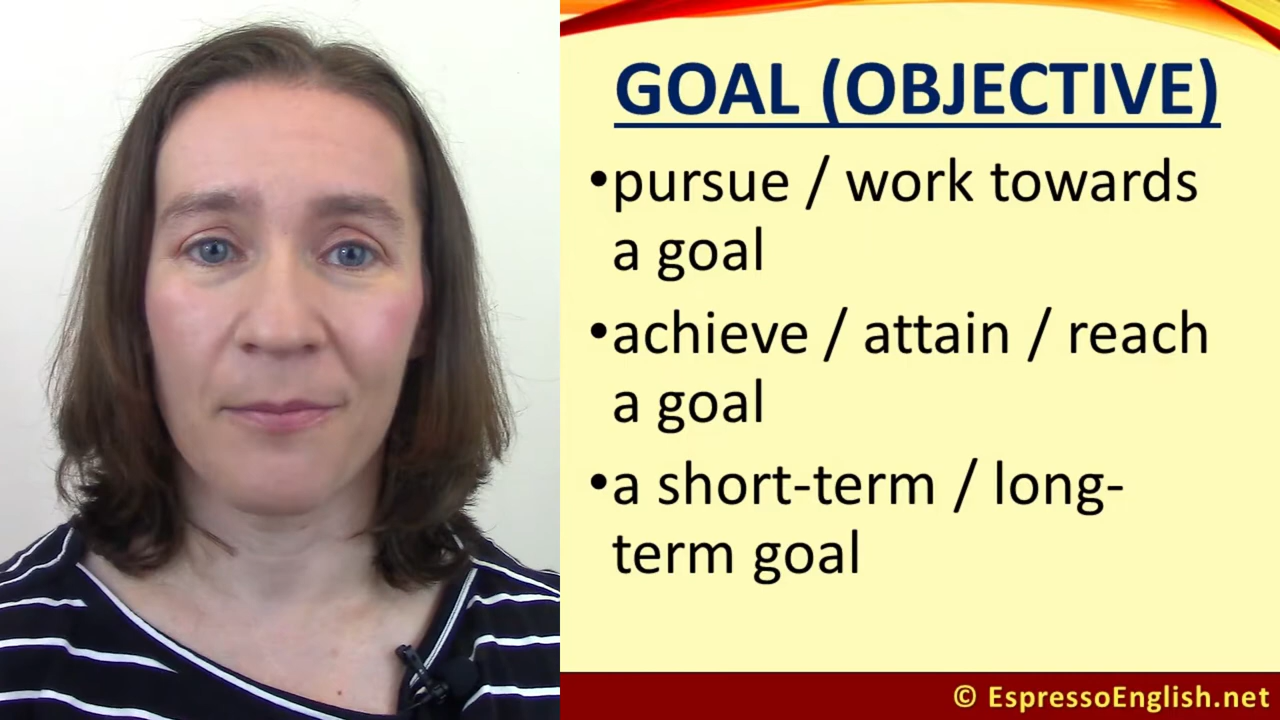 GOAL (OBJECTIVE)
•pursue / work towards
a goal
•achieve / attain / reach
a goal
•a short-term / long-
term goal
© EspressoEnglish.net